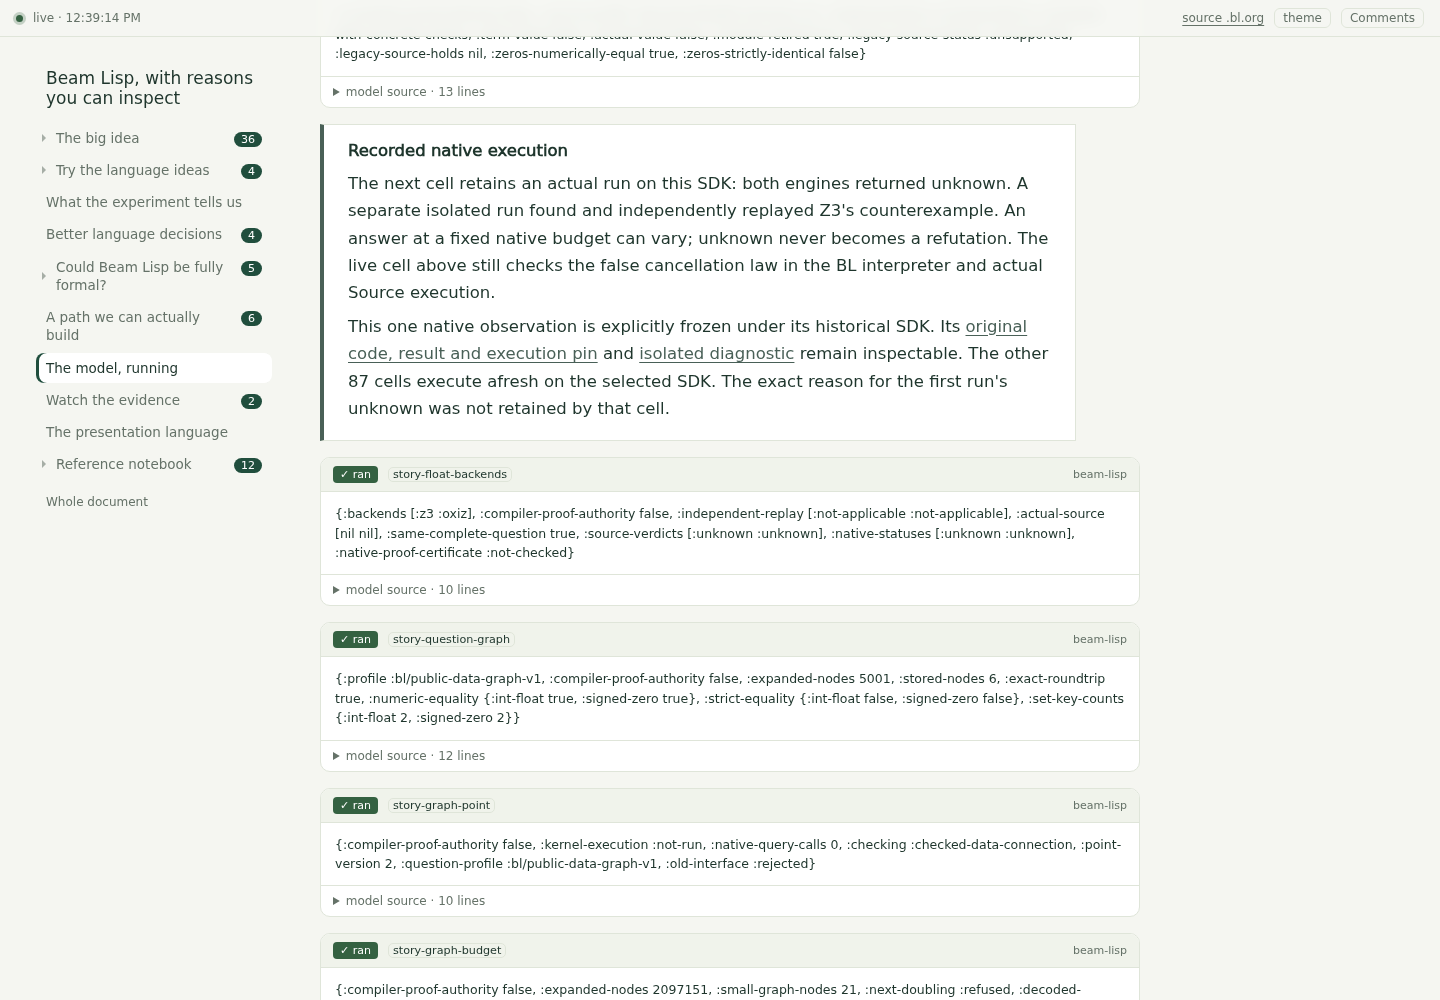 live · 12:39:14 PM
source .bl.org
theme
Comments
Beam Lisp, with reasons
you can inspect
The big idea 36
Try the language ideas 4
What the experiment tells us
Better language decisions 4
Could Beam Lisp be fully 5
formal?
A path we can actually 6
build
The model, running
Watch the evidence 2
The presentation language
Reference notebook 12
Whole document
:legacy-source-holds nil, :zeros-numerically-equal true, :zeros-strictly-identical false}
▶ model source · 13 lines
Recorded native execution
The next cell retains an actual run on this SDK: both engines returned unknown. A
separate isolated run found and independently replayed Z3's counterexample. An
answer at a fixed native budget can vary; unknown never becomes a refutation. The
live cell above still checks the false cancellation law in the BL interpreter and actual
Source execution.
This one native observation is explicitly frozen under its historical SDK. Its original
code, result and execution pin and isolated diagnostic remain inspectable. The other
87 cells execute afresh on the selected SDK. The exact reason for the first run's
unknown was not retained by that cell.
✓ ran story-float-backends beam-lisp
{:backends [:z3 :oxiz], :compiler-proof-authority false, :independent-replay [:not-applicable :not-applicable], :actual-source
[nil nil], :same-complete-question true, :source-verdicts [:unknown :unknown], :native-statuses [:unknown :unknown],
:native-proof-certificate :not-checked}
▶ model source · 10 lines
✓ ran story-question-graph beam-lisp
{:profile :bl/public-data-graph-v1, :compiler-proof-authority false, :expanded-nodes 5001, :stored-nodes 6, :exact-roundtrip
true, :numeric-equality {:int-float true, :signed-zero true}, :strict-equality {:int-float false, :signed-zero false}, :set-key-counts
{:int-float 2, :signed-zero 2}}
▶ model source · 12 lines
✓ ran story-graph-point beam-lisp
{:compiler-proof-authority false, :kernel-execution :not-run, :native-query-calls 0, :checking :checked-data-connection, :point-
version 2, :question-profile :bl/public-data-graph-v1, :old-interface :rejected}
▶ model source · 10 lines
✓ ran story-graph-budget beam-lisp
{:compiler-proof-authority false, :expanded-nodes 2097151, :small-graph-nodes 21, :next-doubling :refused, :decoded-